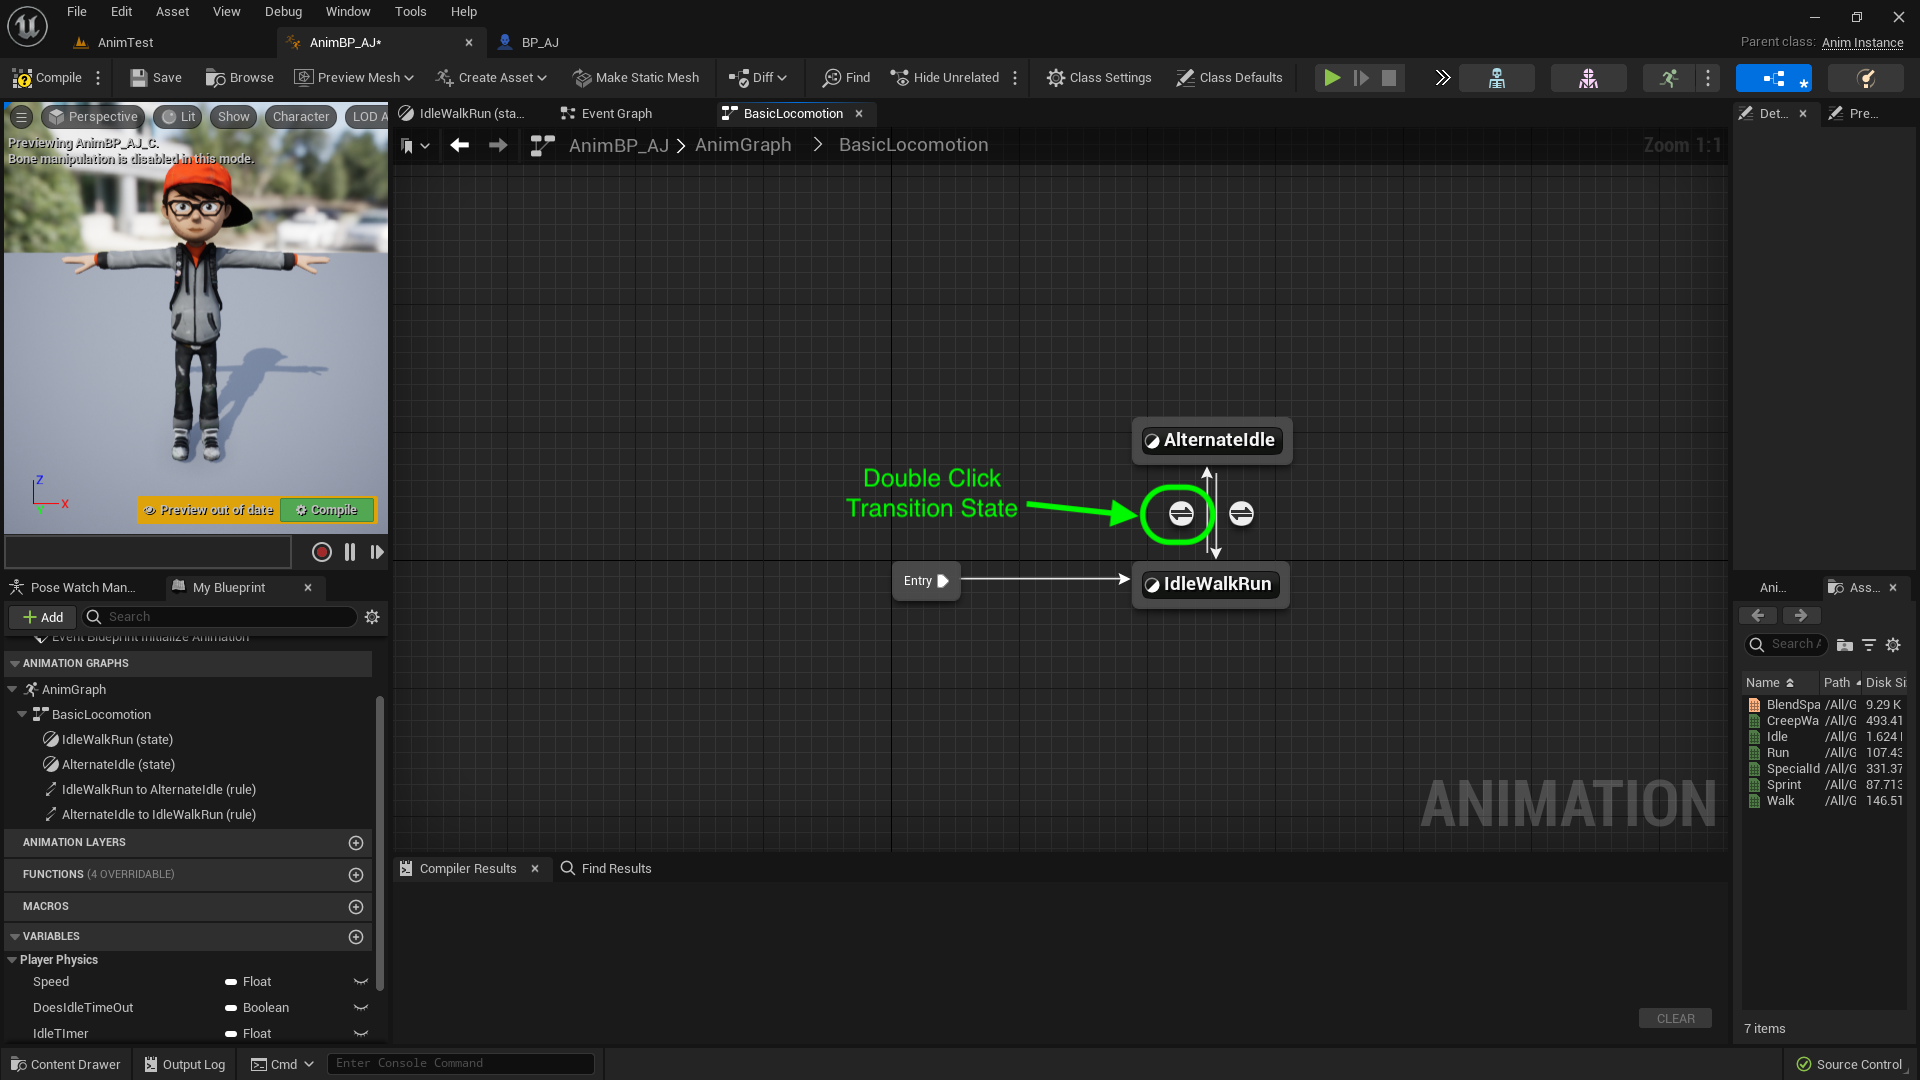 File Edit Asset View Debug Window Tools Help
AnimTest AnimBP_AJ* BP_AJ
Parent class: Anim Instance
Compile Save Browse Preview Mesh Create Asset Make Static Mesh Diff Find Hide Unrelated Class Settings Class Defaults
Perspective Lit Show Character LOD A
Previewing AnimBP_AJ_C.
Bone manipulation is disabled in this mode.
Z
X
Y
Preview out of date Compile
IdleWalkRun (sta... Event Graph BasicLocomotion
AnimBP_AJ > AnimGraph > BasicLocomotion
Zoom 1:1
AlternateIdle
Double Click
Transition State
Entry
IdleWalkRun
ANIMATION
Pose Watch Man... My Blueprint
Add Search
Event Blueprint Initialize Animation
ANIMATION GRAPHS
AnimGraph
BasicLocomotion
IdleWalkRun (state)
AlternateIdle (state)
IdleWalkRun to AlternateIdle (rule)
AlternateIdle to IdleWalkRun (rule)
ANIMATION LAYERS
FUNCTIONS (4 OVERRIDABLE)
MACROS
VARIABLES
Player Physics
Speed Float
DoesIdleTimeOut Boolean
IdleTImer Float
Compiler Results Find Results
CLEAR
Det... Pre...
Ani... Ass...
Search A
Name Path Disk Si
BlendSpa /All/G 9.29 K
CreepWa /All/G 493.41
Idle /All/G 1.624
Run /All/G 107.43
SpecialId /All/G 331.37
Sprint /All/G 87.713
Walk /All/G 146.51
7 items
Content Drawer Output Log Cmd Enter Console Command
Source Control